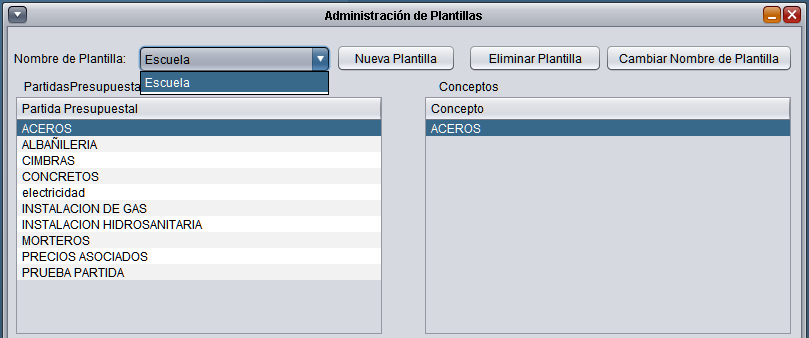 Administración de Plantillas
Nombre de Plantilla: Escuela Nueva Plantilla Eliminar Plantilla Cambiar Nombre de Plantilla
Escuela
PartidasPresupuesta Conceptos
Partida Presupuestal Concepto
ACEROS ACEROS
ALBAÑILERIA
CIMBRAS
CONCRETOS
electricidad
INSTALACION DE GAS
INSTALACION HIDROSANITARIA
MORTEROS
PRECIOS ASOCIADOS
PRUEBA PARTIDA